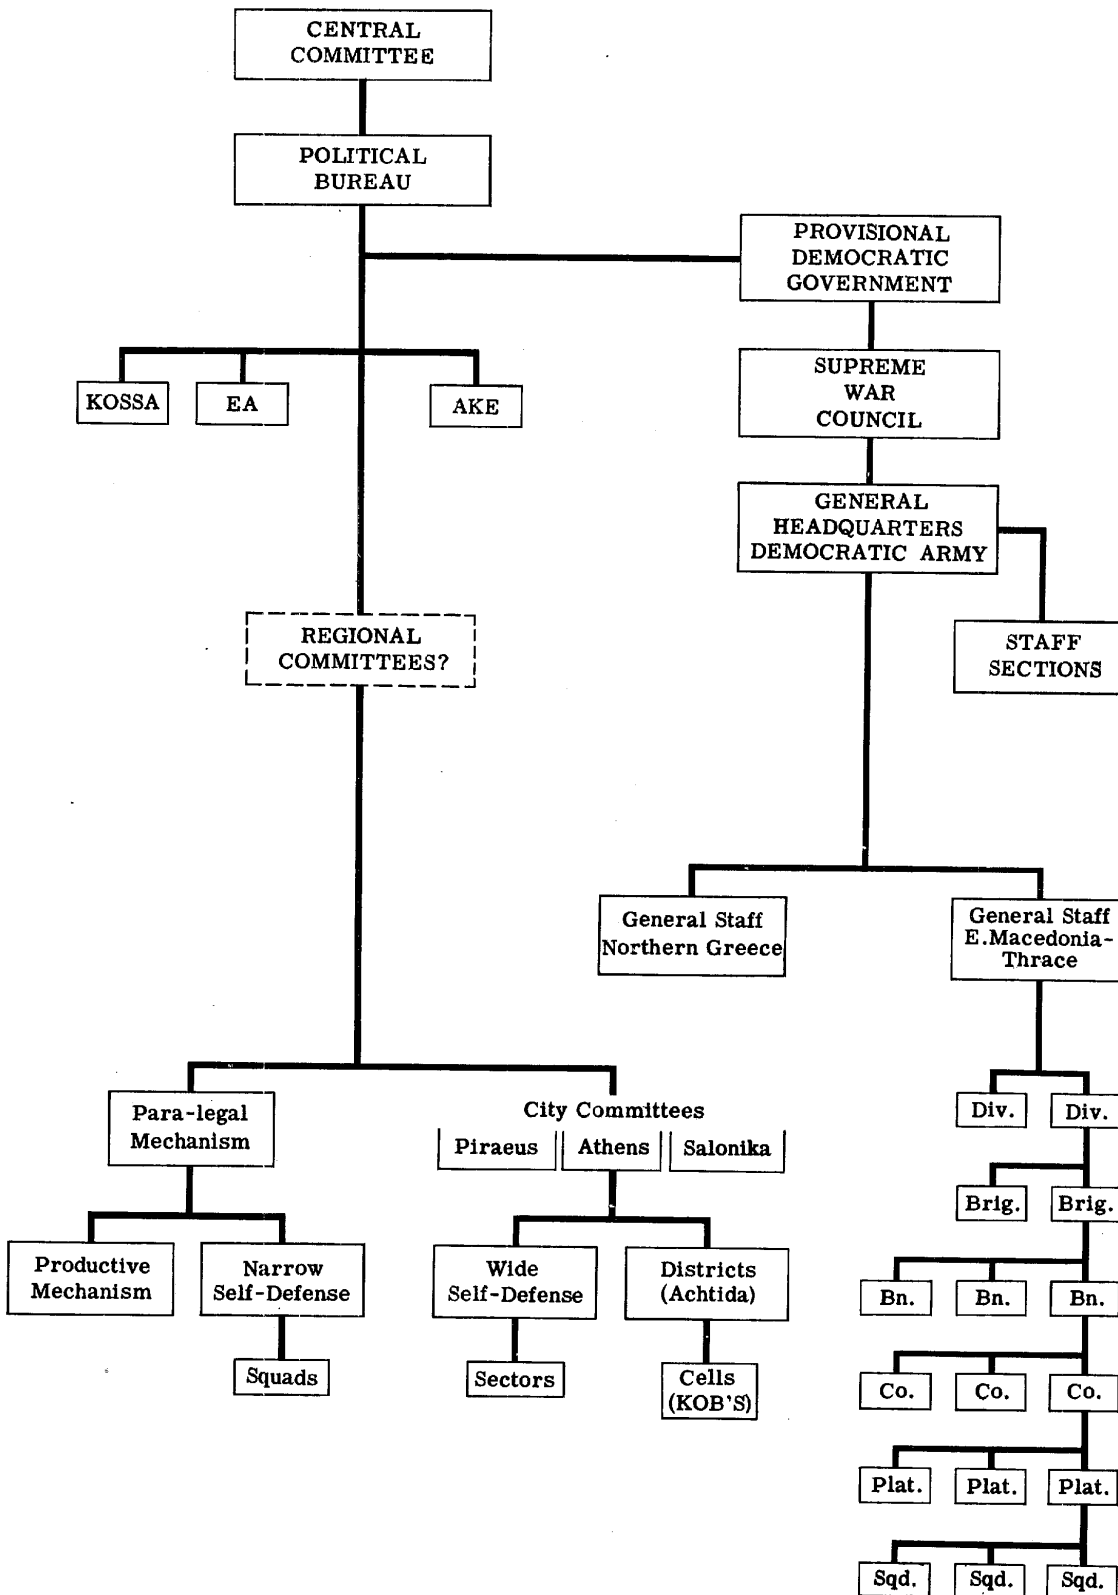 CENTRAL
COMMITTEE
POLITICAL
BUREAU
PROVISIONAL
DEMOCRATIC
GOVERNMENT
KOSSA
EA
AKE
SUPREME
WAR
COUNCIL
GENERAL
HEADQUARTERS
DEMOCRATIC ARMY
REGIONAL
COMMITTEES?
STAFF
SECTIONS
General Staff
Northern Greece
General Staff
E.Macedonia-
Thrace
Para-legal
Mechanism
City Committees
Piraeus
Athens
Salonika
Productive
Mechanism
Narrow
Self-Defense
Wide
Self-Defense
Districts
(Achtida)
Squads
Sectors
Cells
(KOB'S)
Div.
Div.
Brig.
Brig.
Bn.
Bn.
Bn.
Co.
Co.
Co.
Plat.
Plat.
Plat.
Sqd.
Sqd.
Sqd.